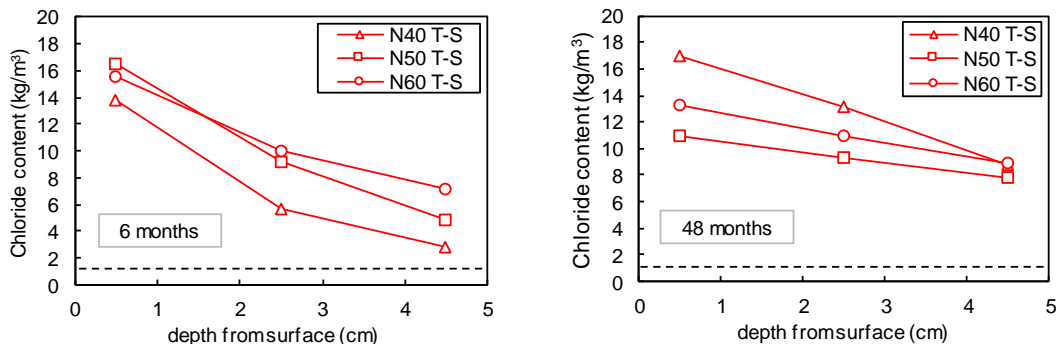 20
18
16
14
12
10
8
6
4
2
0
Chloride content (kg/m³)
N40 T-S
N50 T-S
N60 T-S
6 months
0 1 2 3 4 5
depth fromsurface (cm)
20
18
16
14
12
10
8
6
4
2
0
Chloride content (kg/m³)
N40 T-S
N50 T-S
N60 T-S
48 months
0 1 2 3 4 5
depth fromsurface (cm)